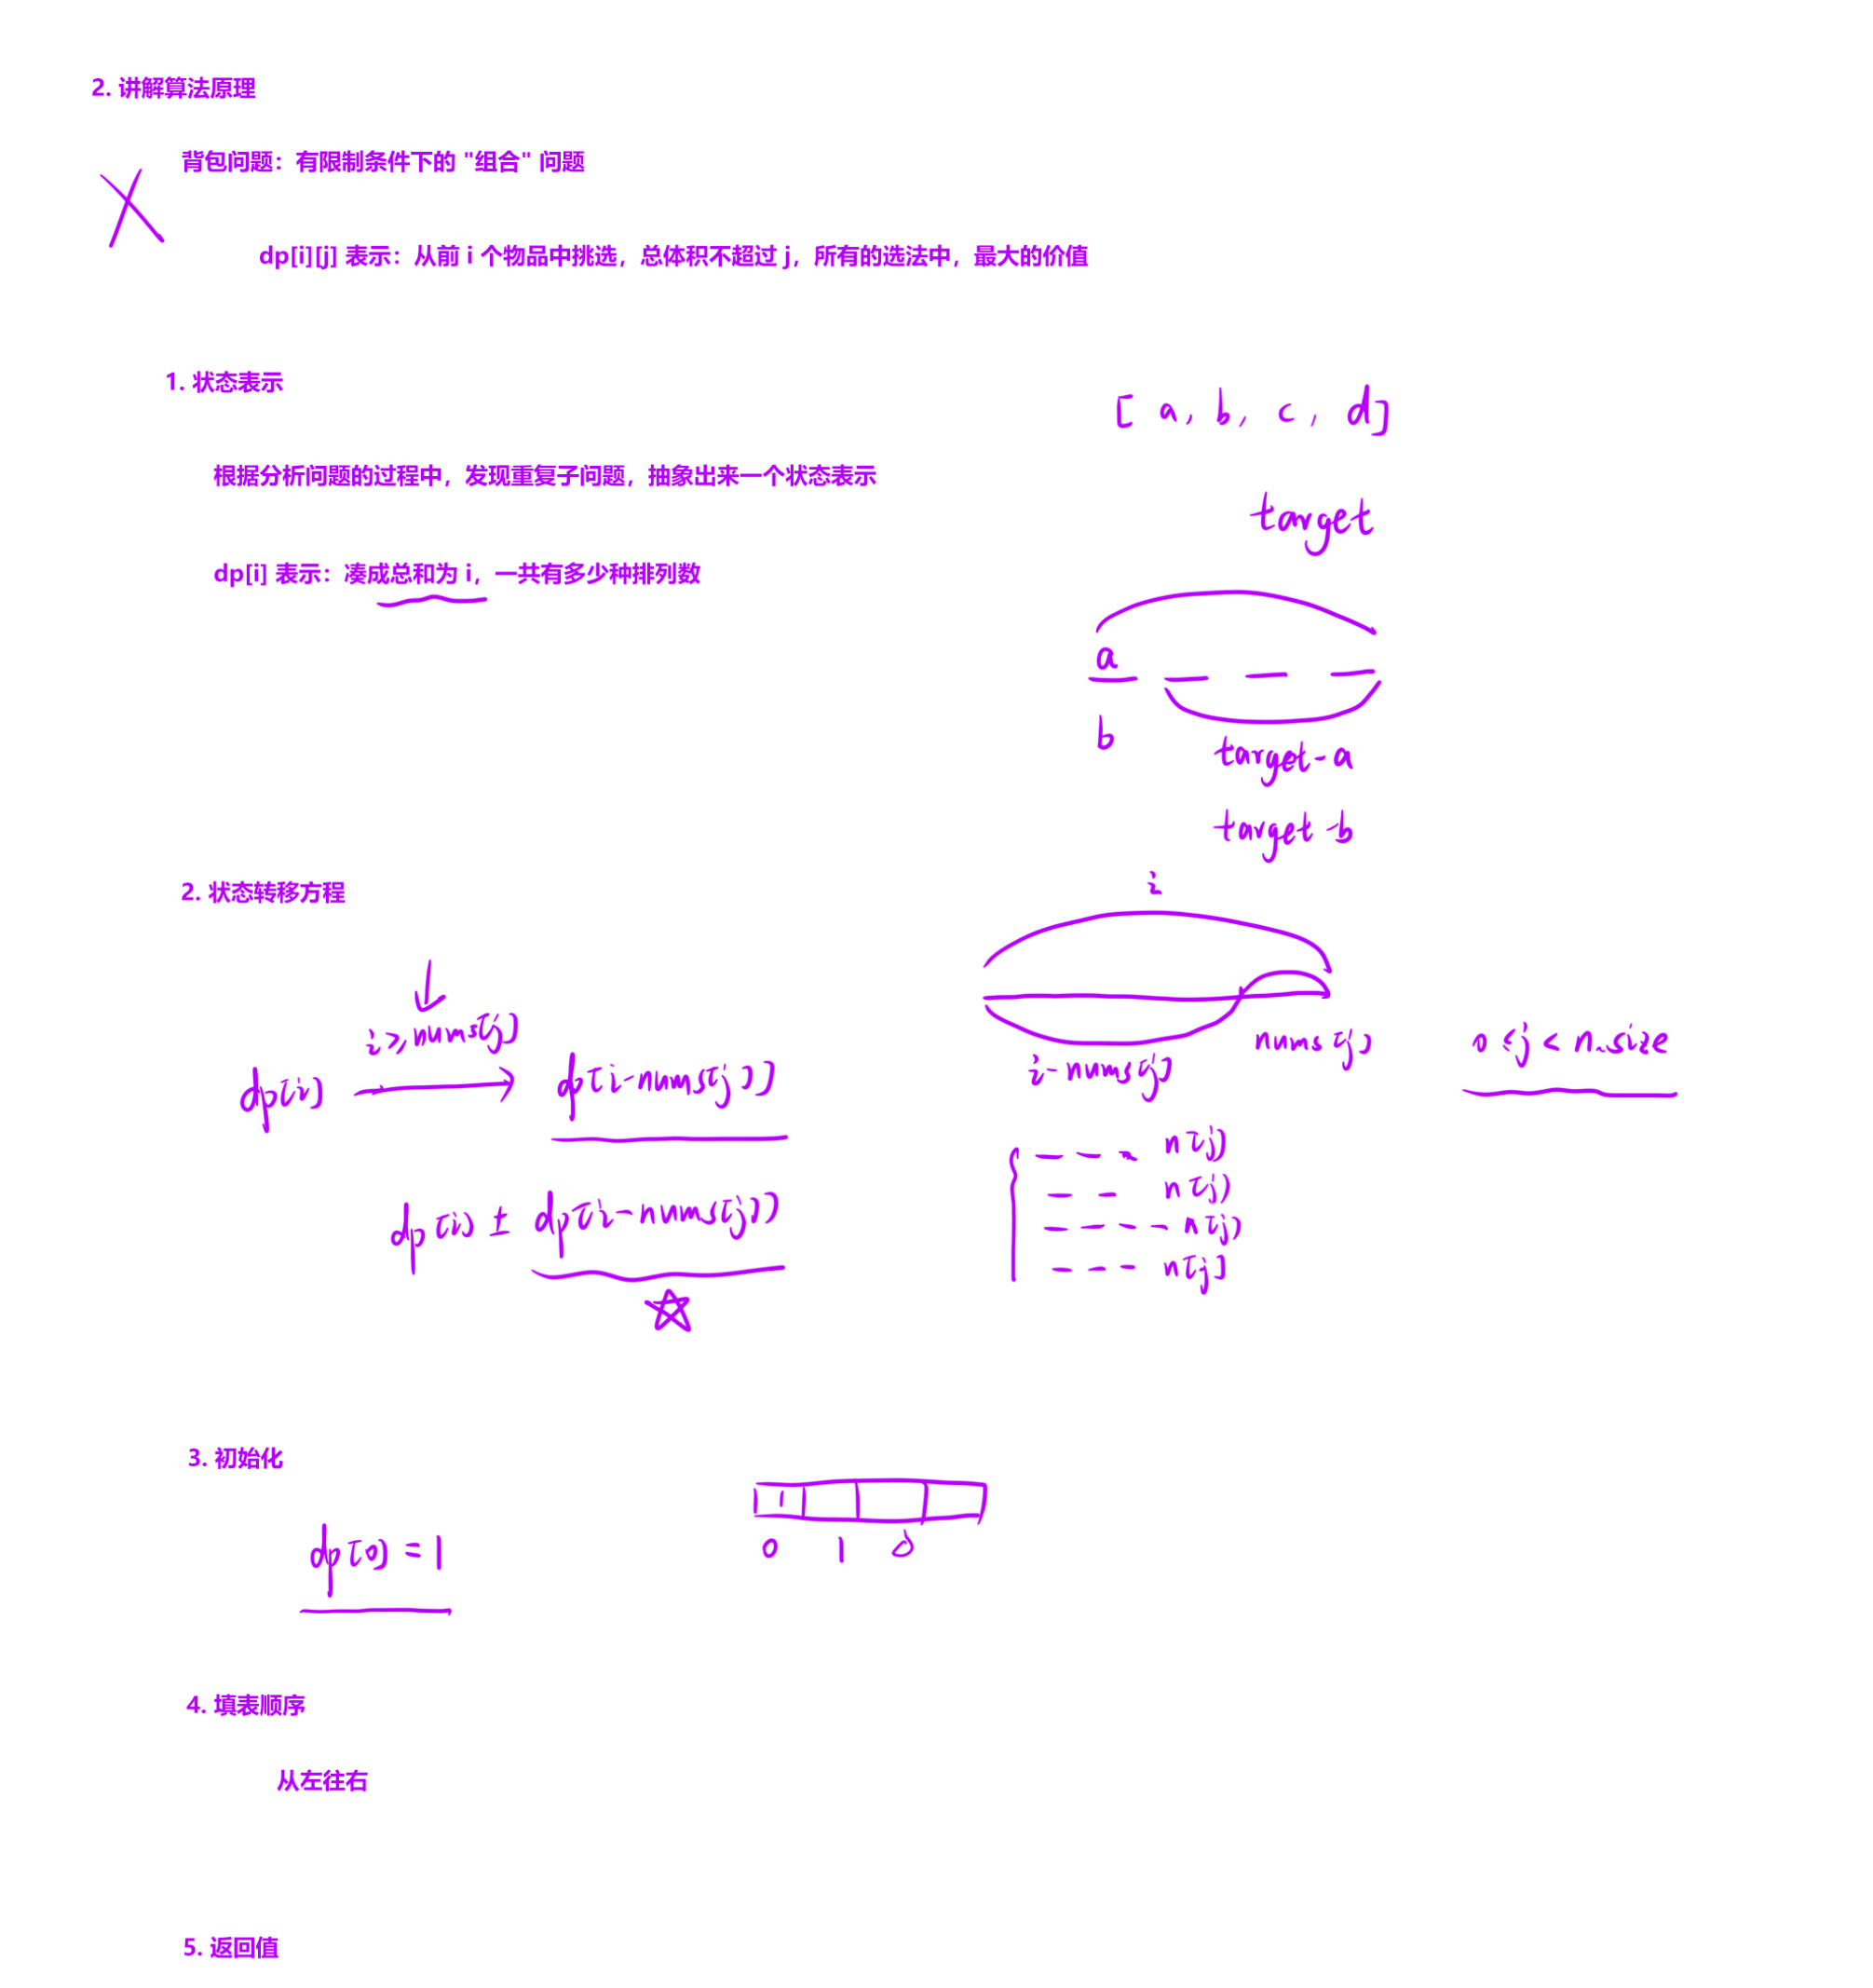 2. 讲解算法原理
背包问题：有限制条件下的 "组合" 问题
dp[i][j] 表示：从前 i 个物品中挑选，总体积不超过 j，所有的选法中，最大的价值
1. 状态表示
[ a, b, c, d]
根据分析问题的过程中，发现重复子问题，抽象出来一个状态表示
target
dp[i] 表示：凑成总和为 i，一共有多少种排列数
a
b
target-a
target-b
2. 状态转移方程
i
i≥nums[j]
dp[i] → dp[i-nums[j]]
i-nums[j]
nums[j]
0≤j<n.size
dp[i] += dp[i-nums[j]]
n[j]
n[j]
n[j]
n[j]
3. 初始化
dp[0]=1
1
0 1
4. 填表顺序
从左往右
5. 返回值